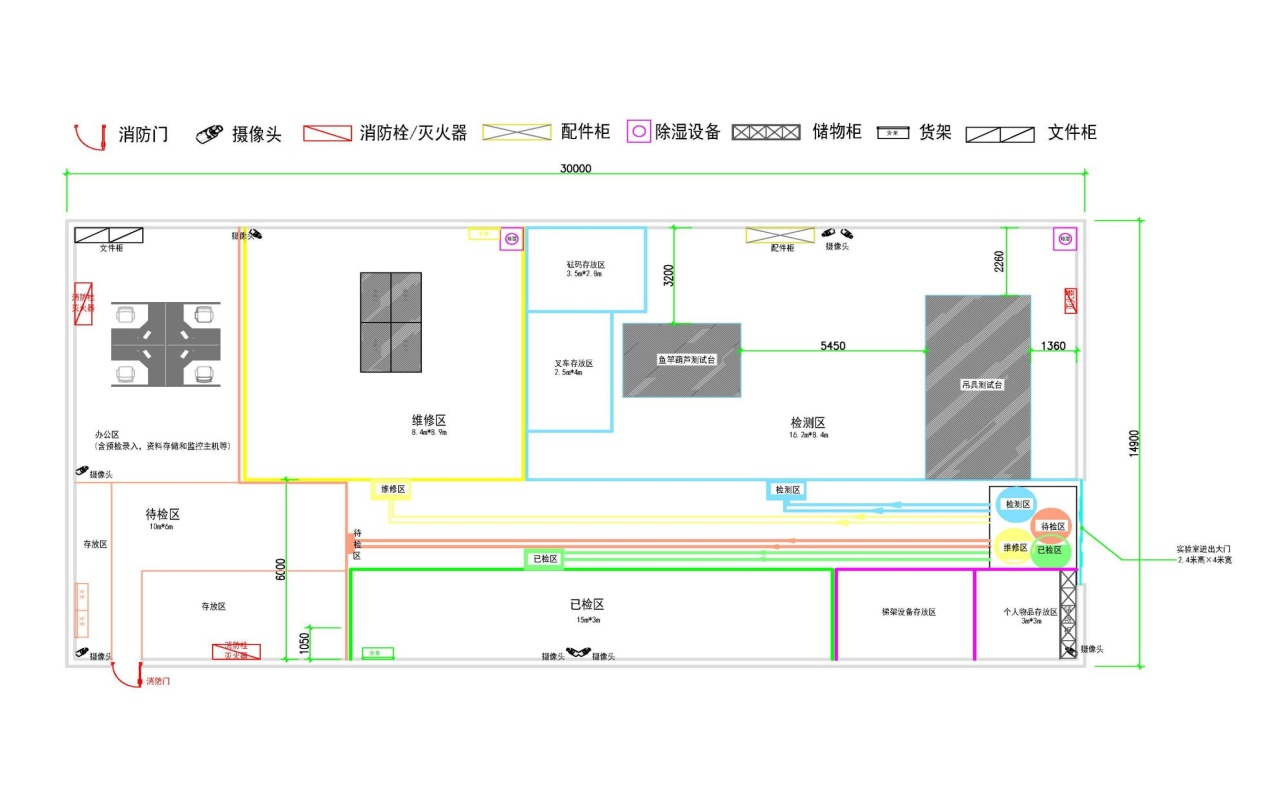 消防门
摄像头
消防栓/灭火器
配件柜
除湿设备
储物柜
货架
货架
文件柜
30000
文件柜
摄像头
除湿
配件柜
摄像头
除湿
砝码存放区
3.5m*2.8m
3200
2260
消防栓
灭火器
叉车存放区
2.5m*4m
鱼竿葫芦测试台
5450
1360
吊具测试台
维修区
8.4m*8.9m
检测区
16.2m*8.4m
14900
办公区
(含预检录入，资料存储和监控主机等)
摄像头
维修区
检测区
检测区
待检区
10m*6m
待检区
待检区
存放区
维修区
已检区
已检区
实验室进出大门
2.4米高×4米宽
6000
存放区
已检区
15m*3m
梯架设备存放区
个人物品存放区
3m*3m
1050
消防栓
灭火器
摄像头
摄像头
摄像头
摄像头
消防门